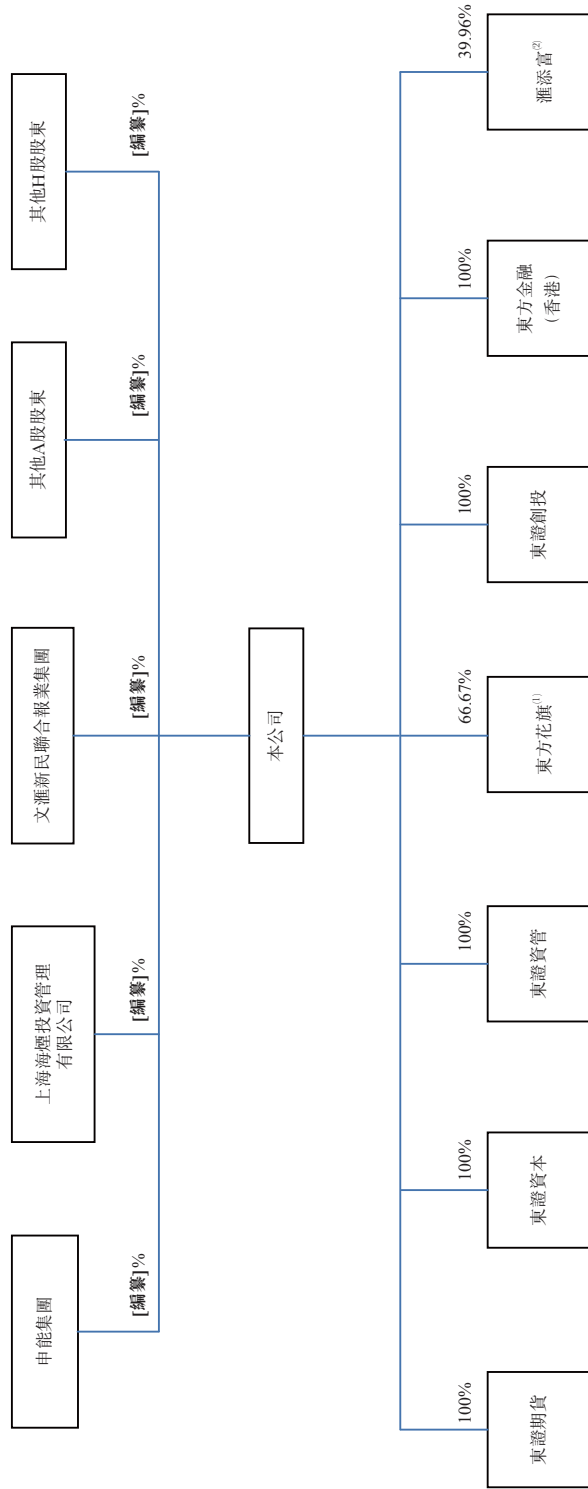 申能集團
上海海煙投資管理
有限公司
文滙新民聯合報業集團
其他A股股東
其他H股股東
[編纂]%
[編纂]%
[編纂]%
[編纂]%
[編纂]%
本公司
100%
100%
100%
66.67%
100%
100%
39.96%
東證期貨
東證資本
東證資管
東方花旗(1)
東證創投
東方金融
（香港）
滙添富(2)